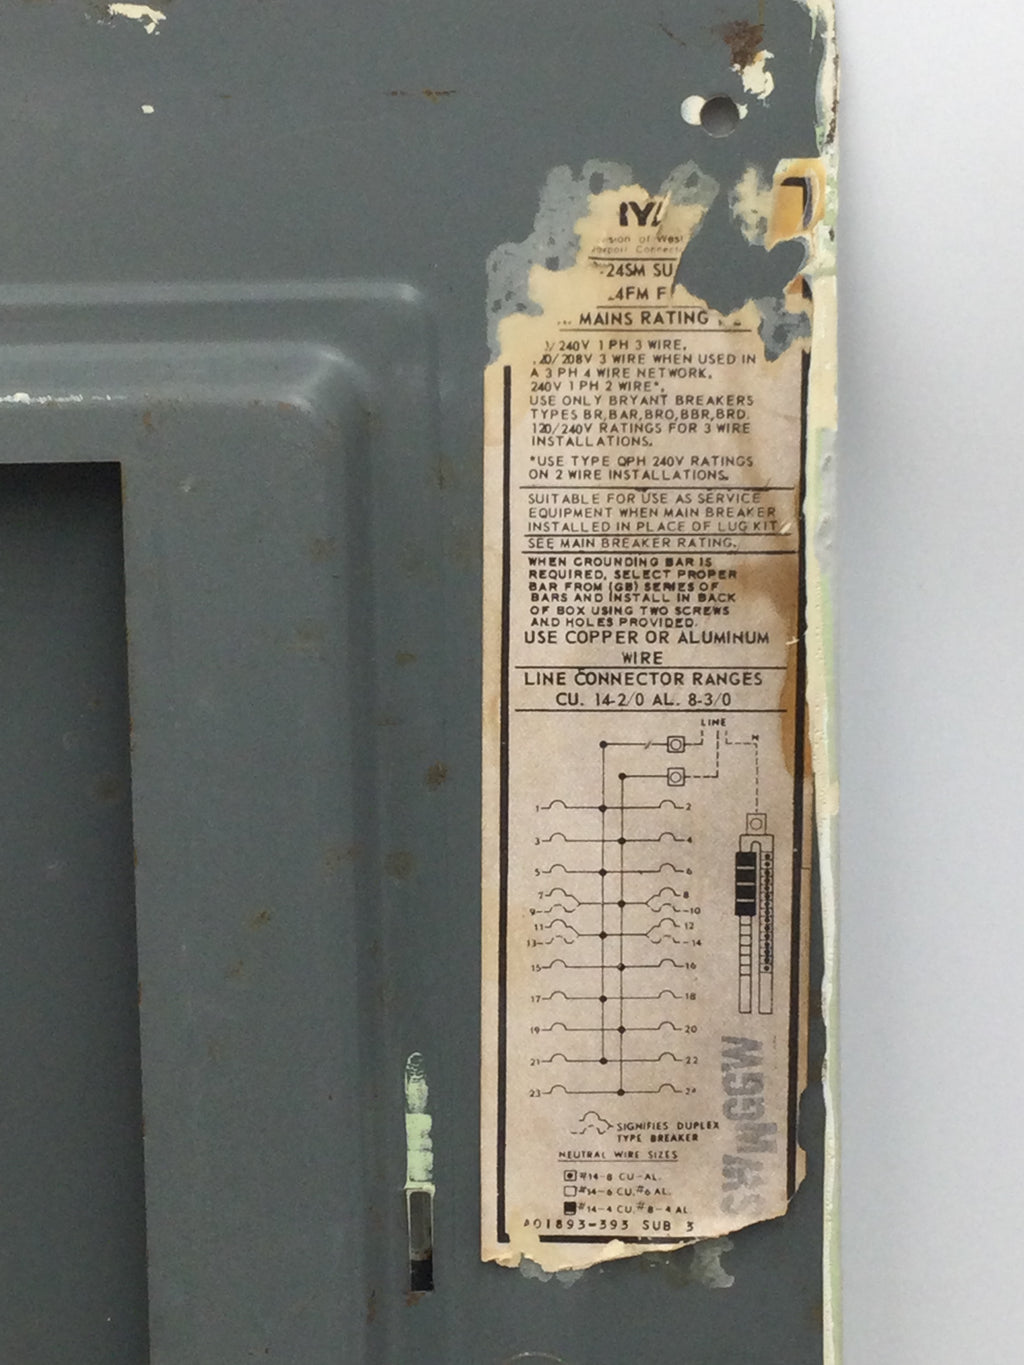 -24SM SU
4FM F
MAINS RATING
/240V 1 PH 3 WIRE,
/208V 3 WIRE WHEN USED IN
A 3 PH 4 WIRE NETWORK.
240V 1 PH 2 WIRE*.
USE ONLY BRYANT BREAKERS
TYPES BR,BAR,BRO,BBR,BRD.
120/240V RATINGS FOR 3 WIRE
INSTALLATIONS.
*USE TYPE QPH 240V RATINGS
ON 2 WIRE INSTALLATIONS.
SUITABLE FOR USE AS SERVICE
EQUIPMENT WHEN MAIN BREAKER
INSTALLED IN PLACE OF LUG KIT
SEE MAIN BREAKER RATING.
WHEN GROUNDING BAR IS
REQUIRED, SELECT PROPER
BAR FROM (GB) SERIES OF
BARS AND INSTALL IN BACK
OF BOX USING TWO SCREWS
AND HOLES PROVIDED.
USE COPPER OR ALUMINUM
WIRE
LINE CONNECTOR RANGES
CU. 14-2/0 AL. 8-3/0
LINE
N
1 2
3 4
5 6
7 8
9 10
11 12
13 14
15 16
17 18
19 20
21 22
23 24
SIGNIFIES DUPLEX
TYPE BREAKER
NEUTRAL WIRE SIZES
#14-8 CU-AL.
#14-6 CU,#6 AL.
#14-4 CU,#8-4 AL.
A01893-393 SUB 3